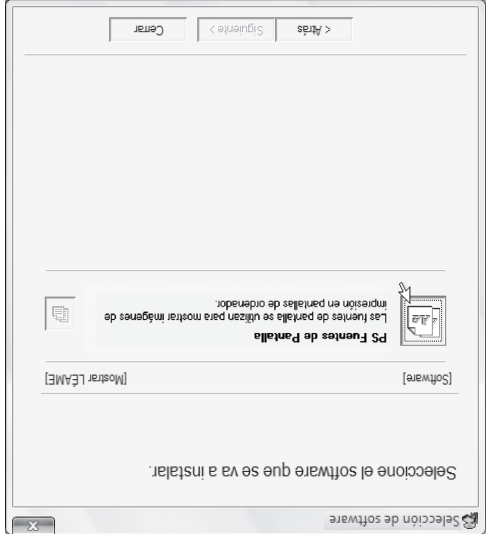 Selección de software
Seleccione el software que se va a instalar.
[Software] [Mostrar LÉAME]
PS Fuentes de Pantalla
Las fuentes de pantalla se utilizan para mostrar imágenes de
impresión en pantallas de ordenador.
< Atrás Siguiente > Cerrar